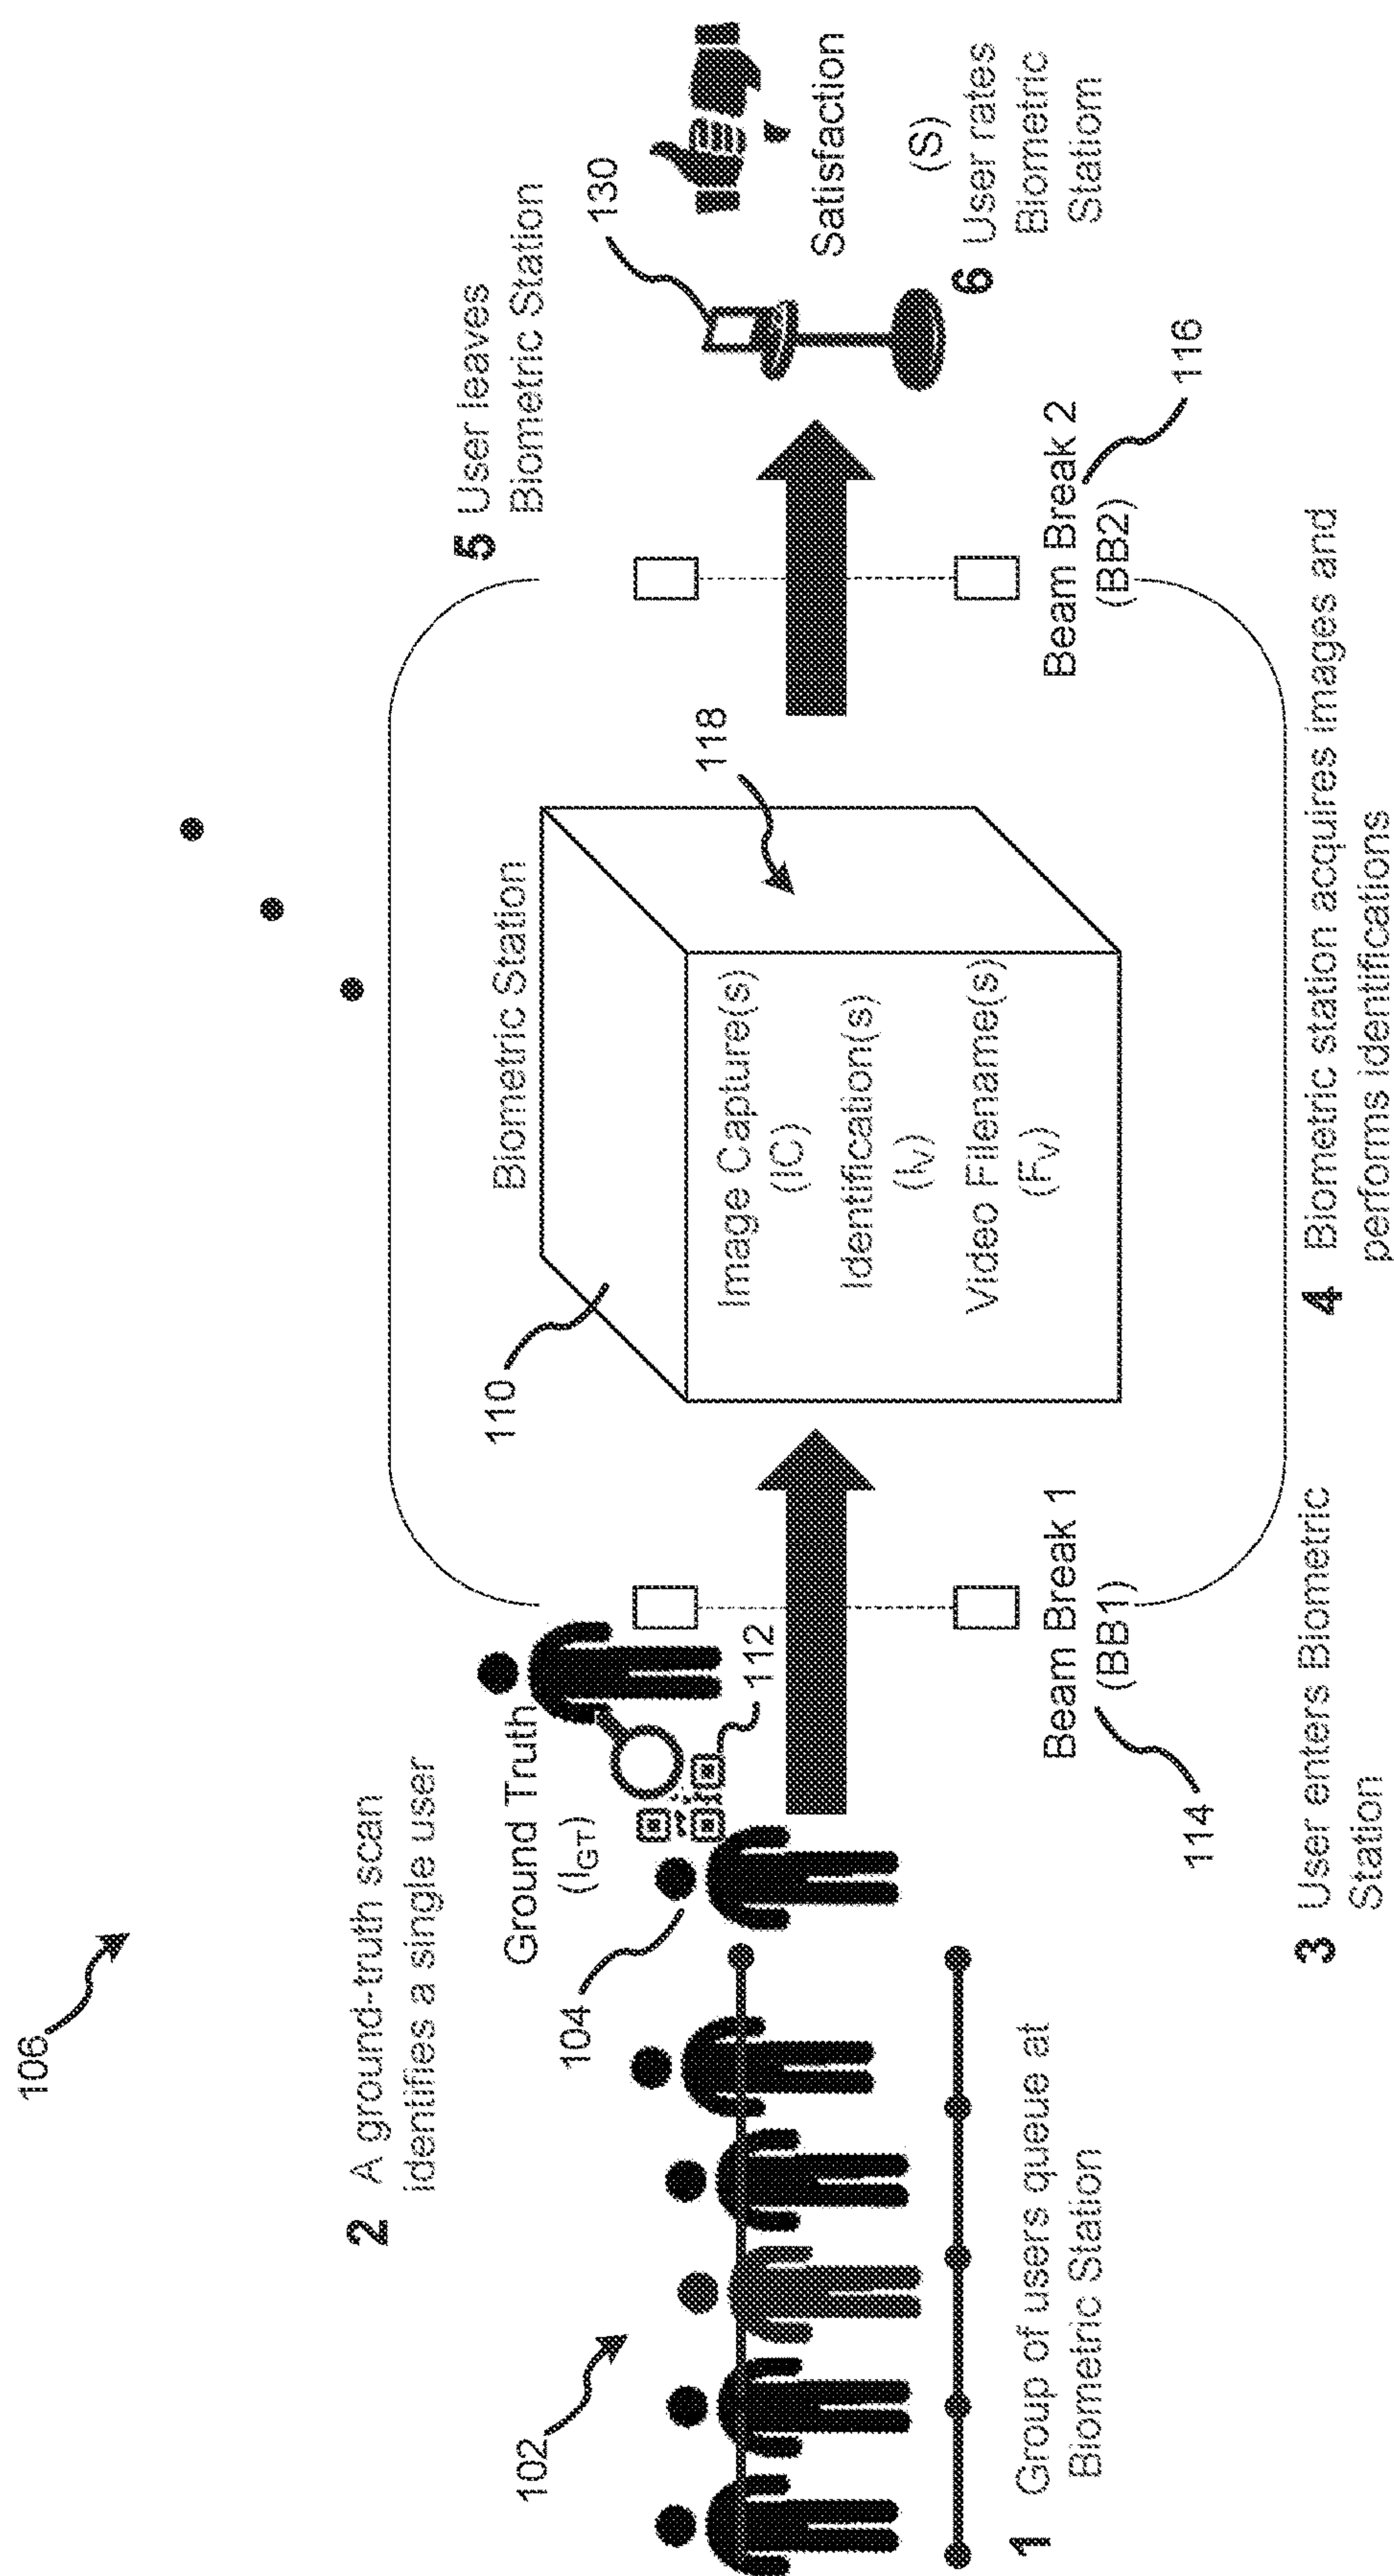 106
2 A ground-truth scan
identifies a single user
Ground Truth
(I_GT)
104
112
102
1 Group of users queue at
Biometric Station
Beam Break 1
(BB1)
114
3 User enters Biometric
Station
110
Biometric Station
118
Image Capture(s)
(IC)
Identification(s)
(I_V)
Video Filename(s)
(F_V)
4 Biometric station acquires images and
performs identifications
5 User leaves
Biometric Station
Beam Break 2
(BB2)
116
130
Satisfaction
(S)
6 User rates
Biometric
Statiom